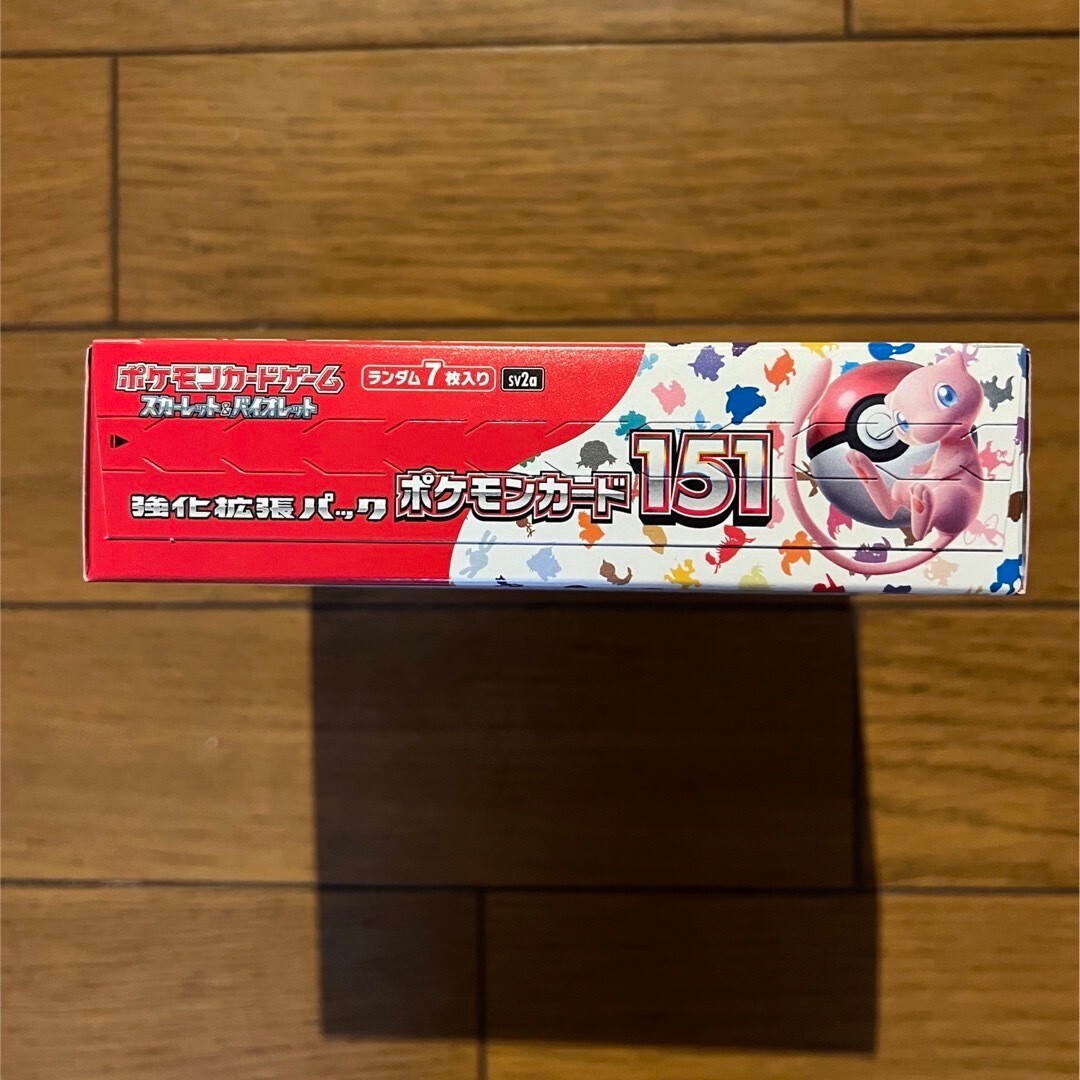 ポケモンカードゲーム
スカーレット&バイオレット
ランダム7枚入り
sv2a
強化拡張パック
ポケモンカード151